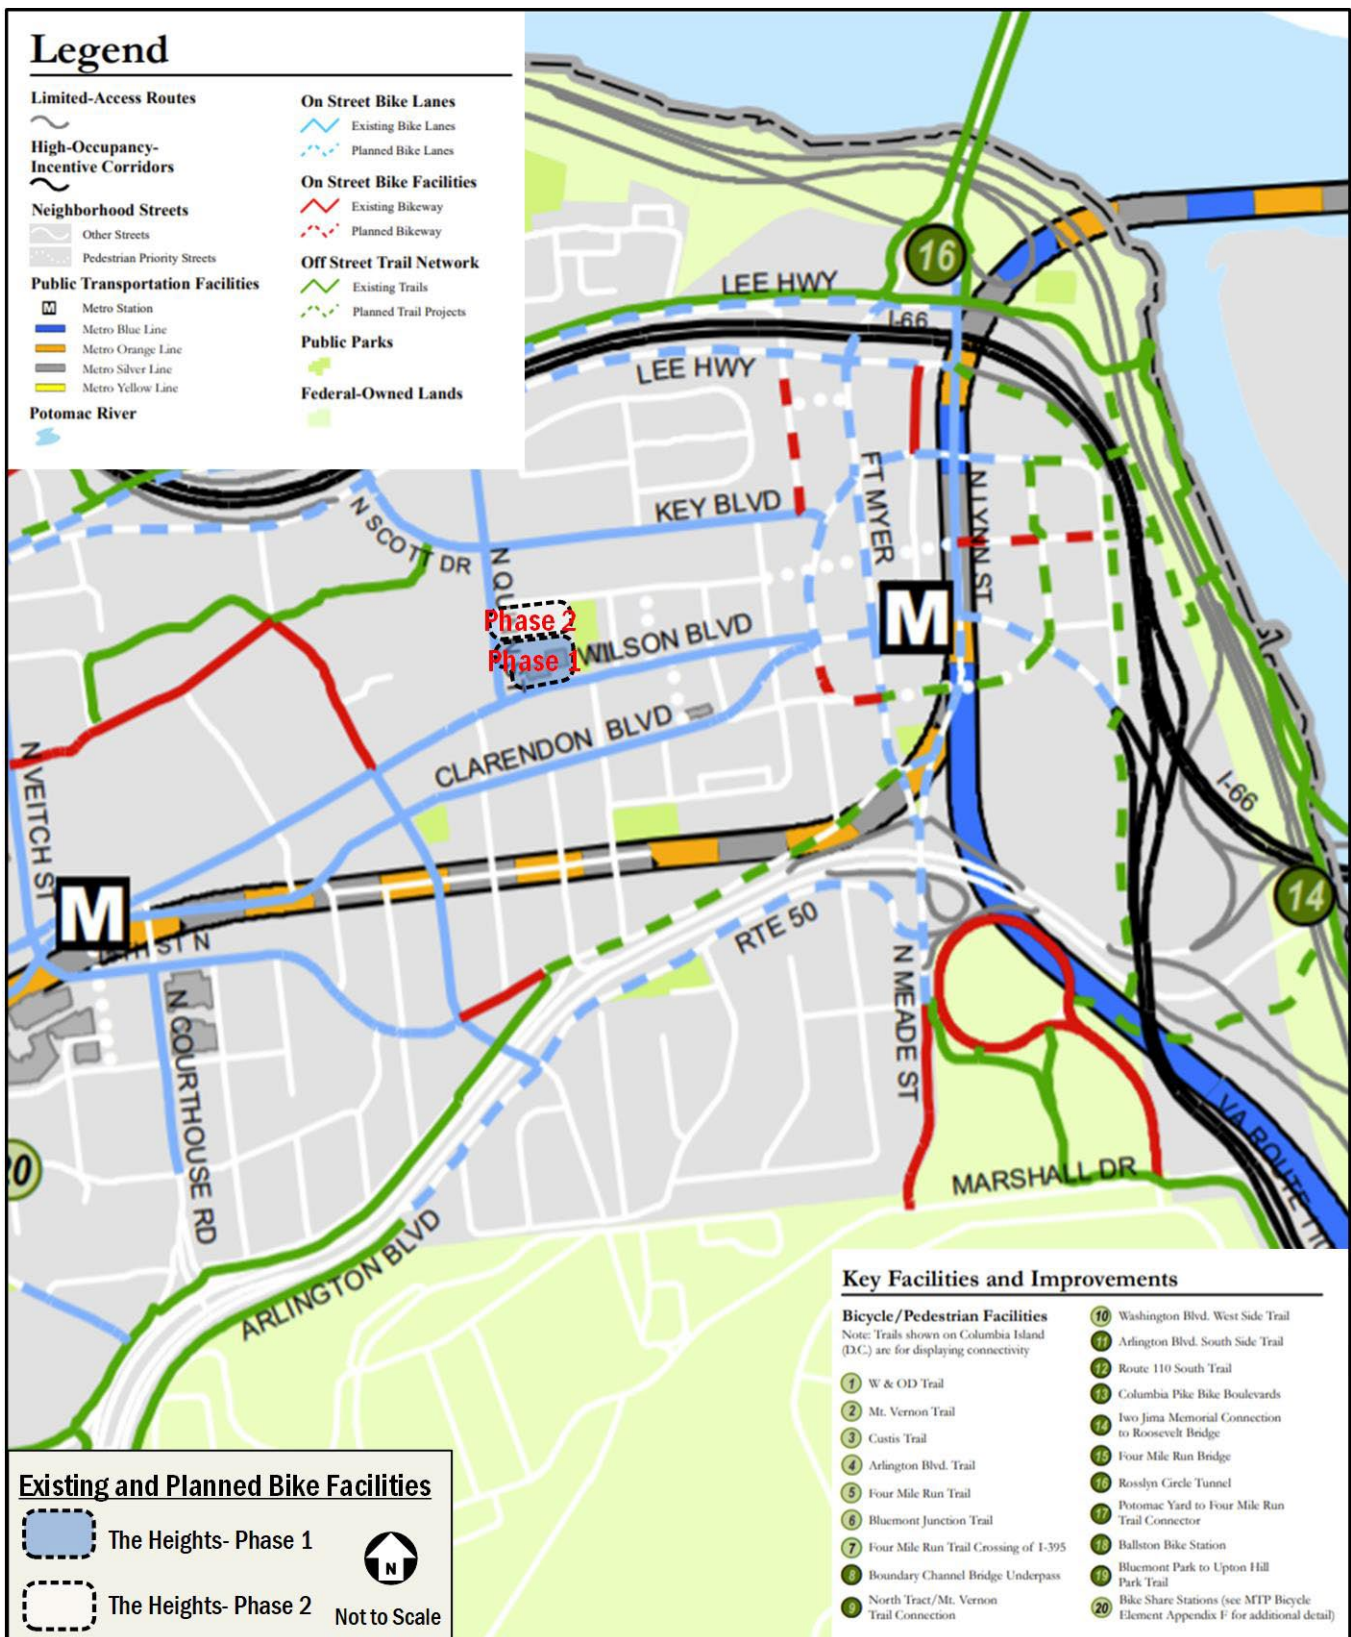 Legend
Limited-Access Routes
High-Occupancy-
Incentive Corridors
Neighborhood Streets
Other Streets
Pedestrian Priority Streets
Public Transportation Facilities
M
Metro Station
Metro Blue Line
Metro Orange Line
Metro Silver Line
Metro Yellow Line
Potomac River
On Street Bike Lanes
Existing Bike Lanes
Planned Bike Lanes
On Street Bike Facilities
Existing Bikeway
Planned Bikeway
Off Street Trail Network
Existing Trails
Planned Trail Projects
Public Parks
Federal-Owned Lands
16
LEE HWY
I-66
LEE HWY
FT MYER
KEY BLVD
N LYNN ST
N SCOTT DR
N QU
Phase 2
M
WILSON BLVD
Phase 1
CLARENDON BLVD
N VEITCH ST
I-66
14
M
ST N
RTE 50
N MEADE ST
N COURTHOUSE RD
VA ROUTE 110
20
MARSHALL DR
ARLINGTON BLVD
Key Facilities and Improvements
Bicycle/Pedestrian Facilities
Note: Trails shown on Columbia Island
(D.C.) are for displaying connectivity
1 W & OD Trail
2 Mt. Vernon Trail
3 Custis Trail
4 Arlington Blvd. Trail
5 Four Mile Run Trail
6 Bluemont Junction Trail
7 Four Mile Run Trail Crossing of I-395
8 Boundary Channel Bridge Underpass
9 North Tract/Mt. Vernon
Trail Connection
10 Washington Blvd. West Side Trail
11 Arlington Blvd. South Side Trail
12 Route 110 South Trail
13 Columbia Pike Bike Boulevards
14 Iwo Jima Memorial Connection
to Roosevelt Bridge
15 Four Mile Run Bridge
16 Rosslyn Circle Tunnel
17 Potomac Yard to Four Mile Run
Trail Connector
18 Ballston Bike Station
19 Bluemont Park to Upton Hill
Park Trail
20 Bike Share Stations (see MTP Bicycle
Element Appendix F for additional detail)
Existing and Planned Bike Facilities
The Heights- Phase 1
The Heights- Phase 2
N
Not to Scale